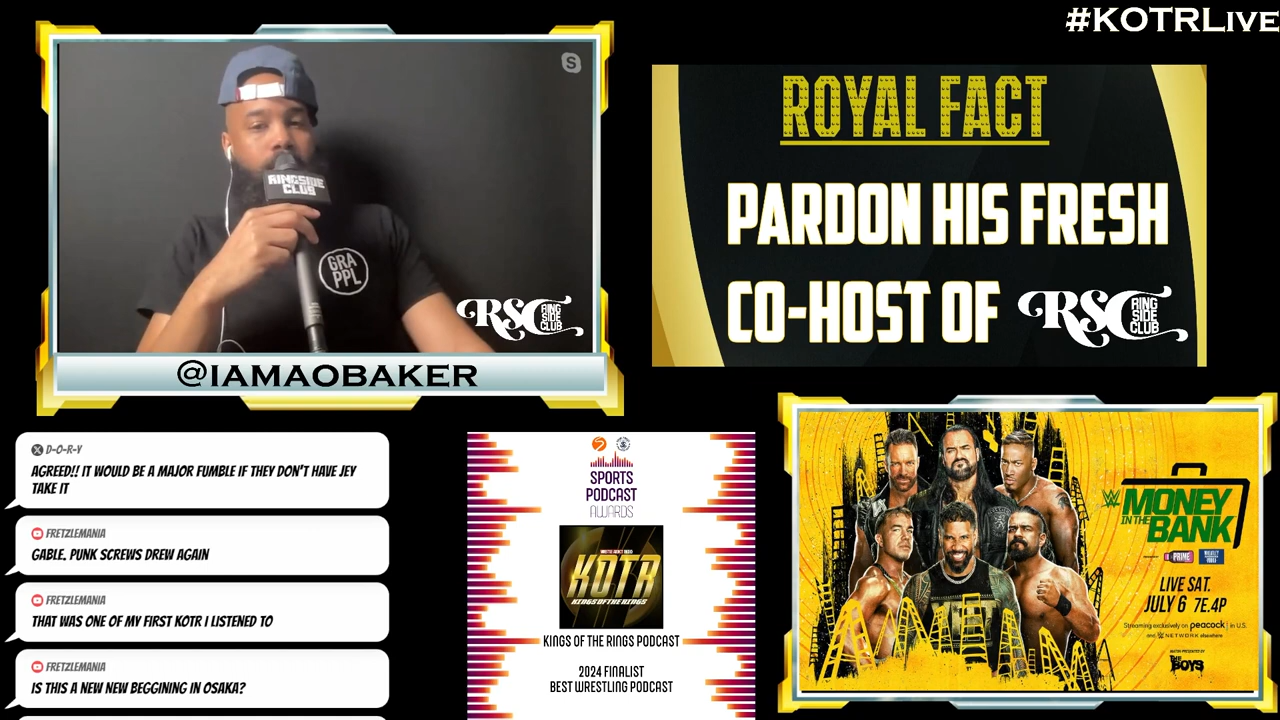 #KOTRLIVE
RINGSIDE
CLUB
GRA
PPL
RSC RING
SIDE
CLUB
@IAMAOBAKER
ROYAL FACT
PARDON HIS FRESH
CO-HOST OF RSC RING
SIDE
CLUB
D-O-R-Y
AGREED!! IT WOULD BE A MAJOR FUMBLE IF THEY DON'T HAVE JEY
TAKE IT
FRETZLEMANIA
GABLE. PUNK SCREWS DREW AGAIN
FRETZLEMANIA
THAT WAS ONE OF MY FIRST KOTR I LISTENED TO
FRETZLEMANIA
IS THIS A NEW NEW BEGGINING IN OSAKA?
SPORTS
PODCAST
AWARDS
KOTR
KINGS OF THE RINGS
KINGS OF THE RINGS PODCAST
2024 FINALIST
BEST WRESTLING PODCAST
W
MONEY
IN THE BANK
PRIME
LIVE SAT.
JULY 6 7E.4P
Streaming exclusively on peacock in U.S.
and NETWORK elsewhere
THE
BOYS